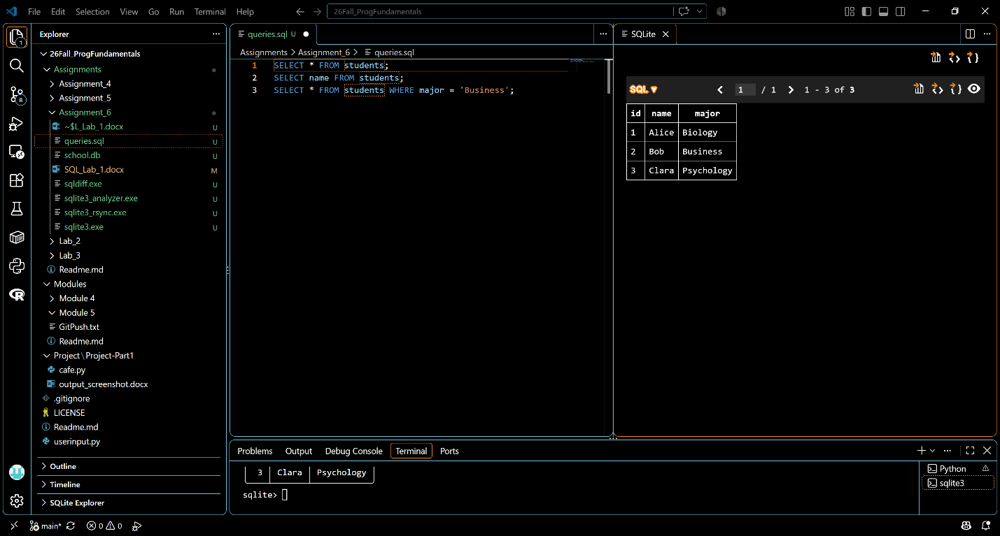 File Edit Selection View Go Run Terminal Help
26Fall_ProgFundamentals
1
8
Explorer
26Fall_ProgFundamentals
Assignments
Assignment_4
Assignment_5
Assignment_6
~$L_Lab_1.docx U
queries.sql U
school.db U
SQL_Lab_1.docx M
sqldiff.exe U
sqlite3_analyzer.exe U
sqlite3_rsync.exe U
sqlite3.exe U
Lab_2
Lab_3
Readme.md
Modules
Module 4
Module 5
GitPush.txt
Readme.md
Project\Project-Part1
cafe.py
output_screenshot.docx
.gitignore
LICENSE
Readme.md
userinput.py
Outline
Timeline
SQLite Explorer
queries.sql U
Assignments > Assignment_6 > queries.sql
1 SELECT * FROM students;
2 SELECT name FROM students;
3 SELECT * FROM students WHERE major = 'Business';
SQLite
SQL 1 / 1 1 - 3 of 3
id name major
1 Alice Biology
2 Bob Business
3 Clara Psychology
Problems Output Debug Console Terminal Ports
3 Clara Psychology
sqlite>
Python
sqlite3
main* 0 0